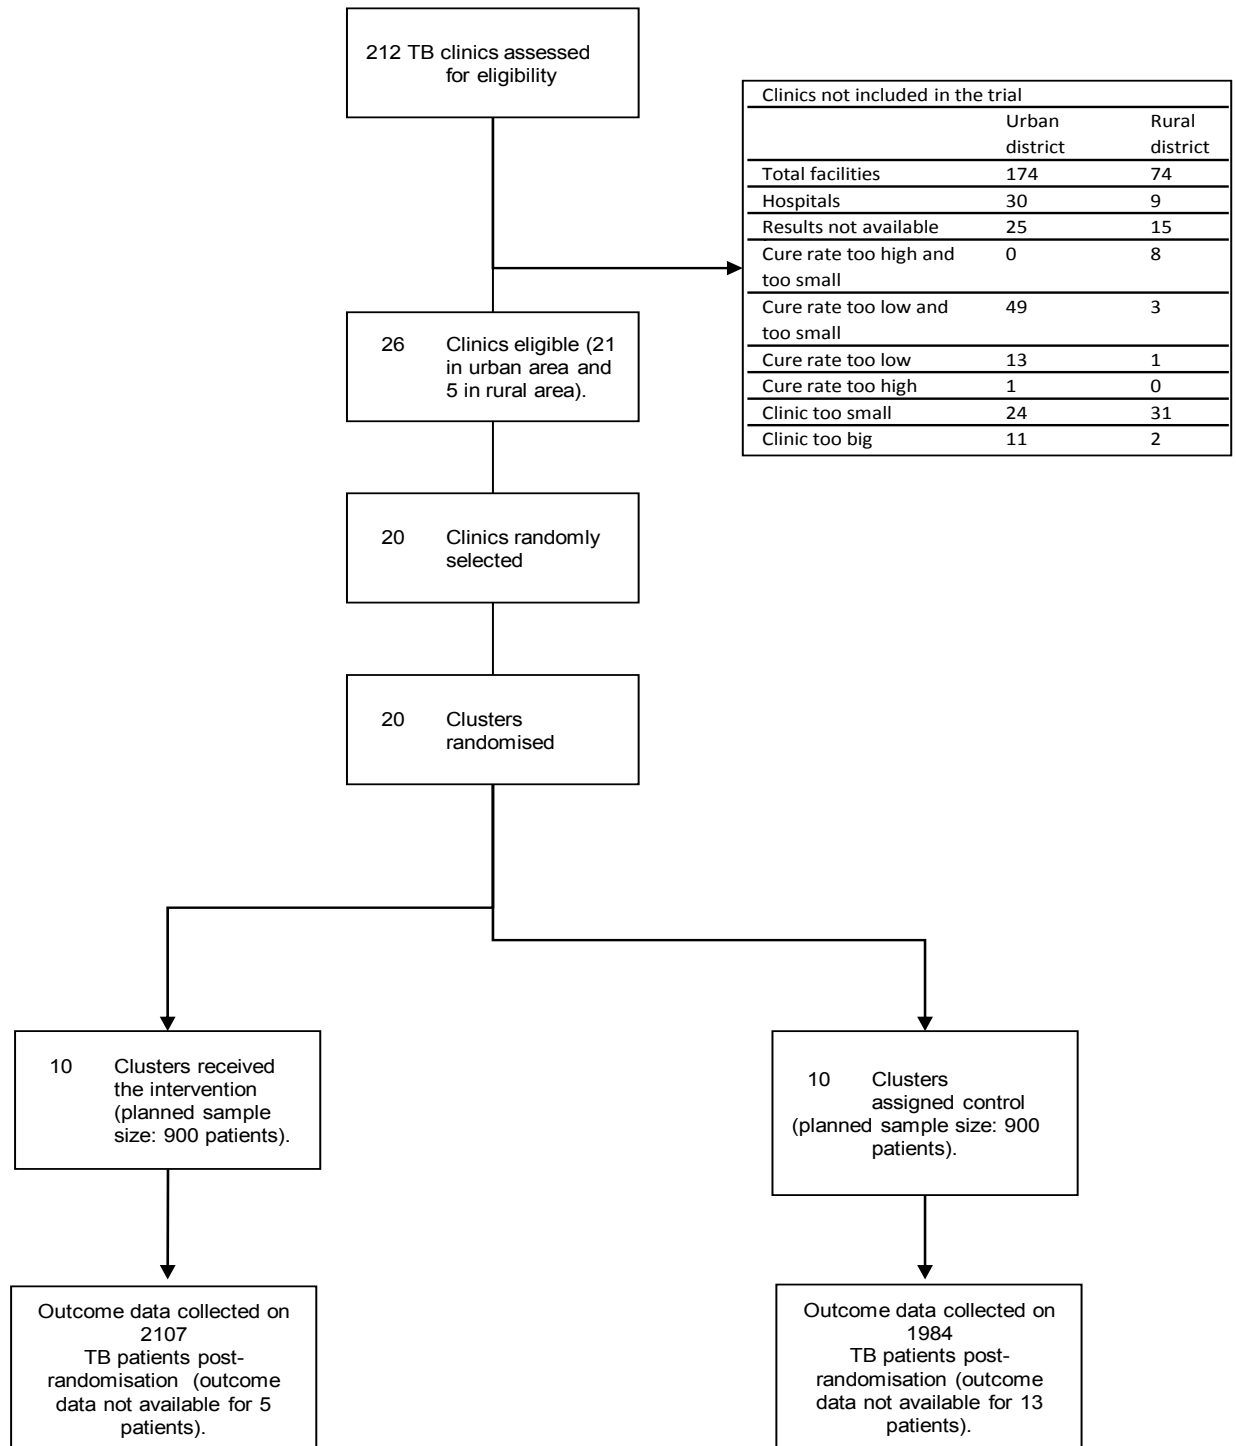 212 TB clinics assessed
for eligibility
Clinics not included in the trial
Urban district Rural district
Total facilities 174 74
Hospitals 30 9
Results not available 25 15
Cure rate too high and too small 0 8
Cure rate too low and too small 49 3
Cure rate too low 13 1
Cure rate too high 1 0
Clinic too small 24 31
Clinic too big 11 2
26 Clinics eligible (21
in urban area and
5 in rural area).
20 Clinics randomly
selected
20 Clusters
randomised
10 Clusters received
the intervention
(planned sample
size: 900 patients).
10 Clusters
assigned control
(planned sample size: 900
patients).
Outcome data collected on
2107
TB patients post-
randomisation (outcome
data not available for 5
patients).
Outcome data collected on
1984
TB patients post-
randomisation (outcome
data not available for 13
patients).